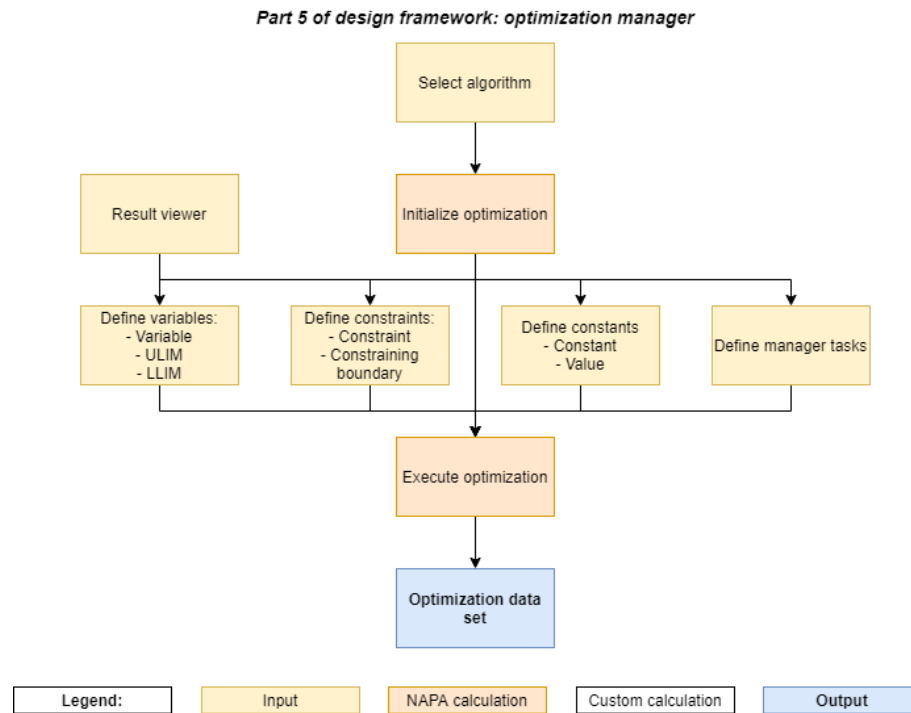 Part 5 of design framework: optimization manager
Select algorithm
Result viewer
Initialize optimization
Define variables:
- Variable
- ULIM
- LLIM
Define constraints:
- Constraint
- Constraining
boundary
Define constants
- Constant
- Value
Define manager tasks
Execute optimization
Optimization data
set
Legend:
Input
NAPA calculation
Custom calculation
Output